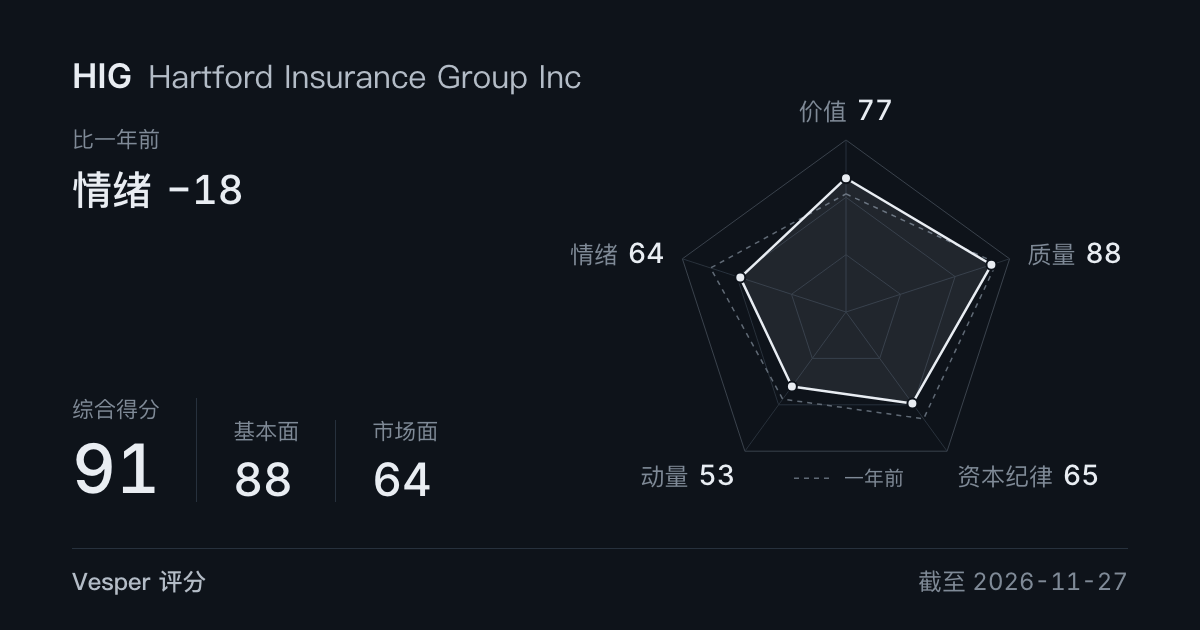 HIG Hartford Insurance Group Inc
比一年前
情绪 −18
价值 77
情绪 64
质量 88
动量 53
一年前
资本纪律 65
综合得分
91
基本面
88
市场面
64
Vesper 评分
截至 2026-11-27